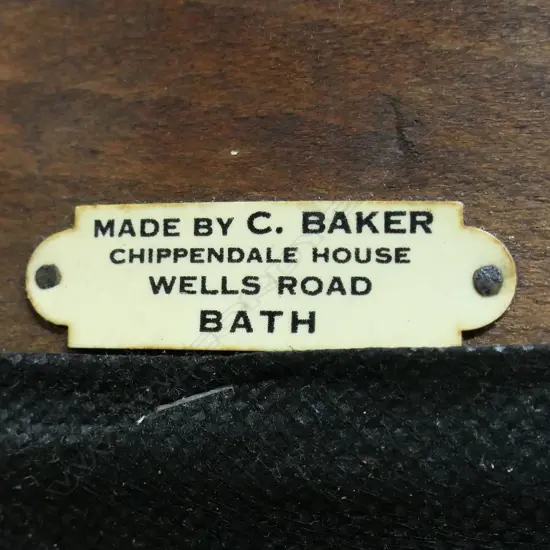 MADE BY C. BAKER
CHIPPENDALE HOUSE
WELLS ROAD
BATH